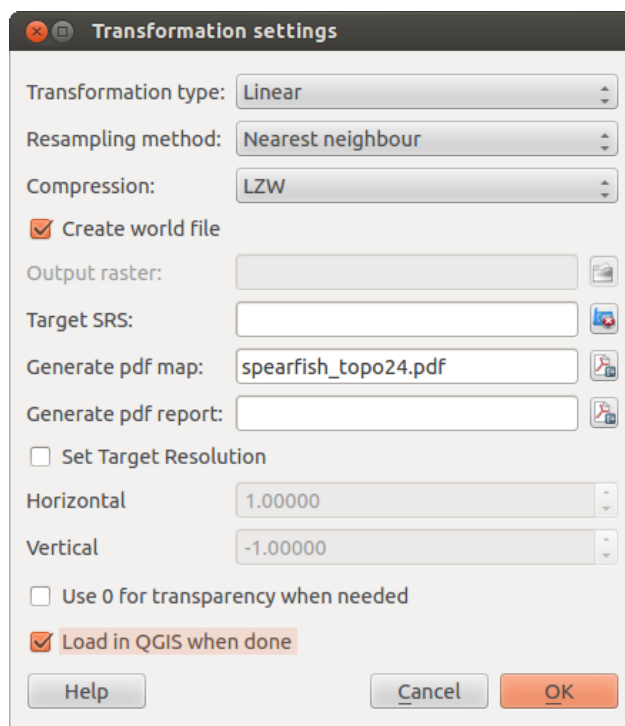 Transformation settings
Transformation type: Linear
Resampling method: Nearest neighbour
Compression: LZW
Create world file
Output raster:
Target SRS:
Generate pdf map: spearfish_topo24.pdf
Generate pdf report:
Set Target Resolution
Horizontal 1.00000
Vertical -1.00000
Use 0 for transparency when needed
Load in QGIS when done
Help Cancel OK